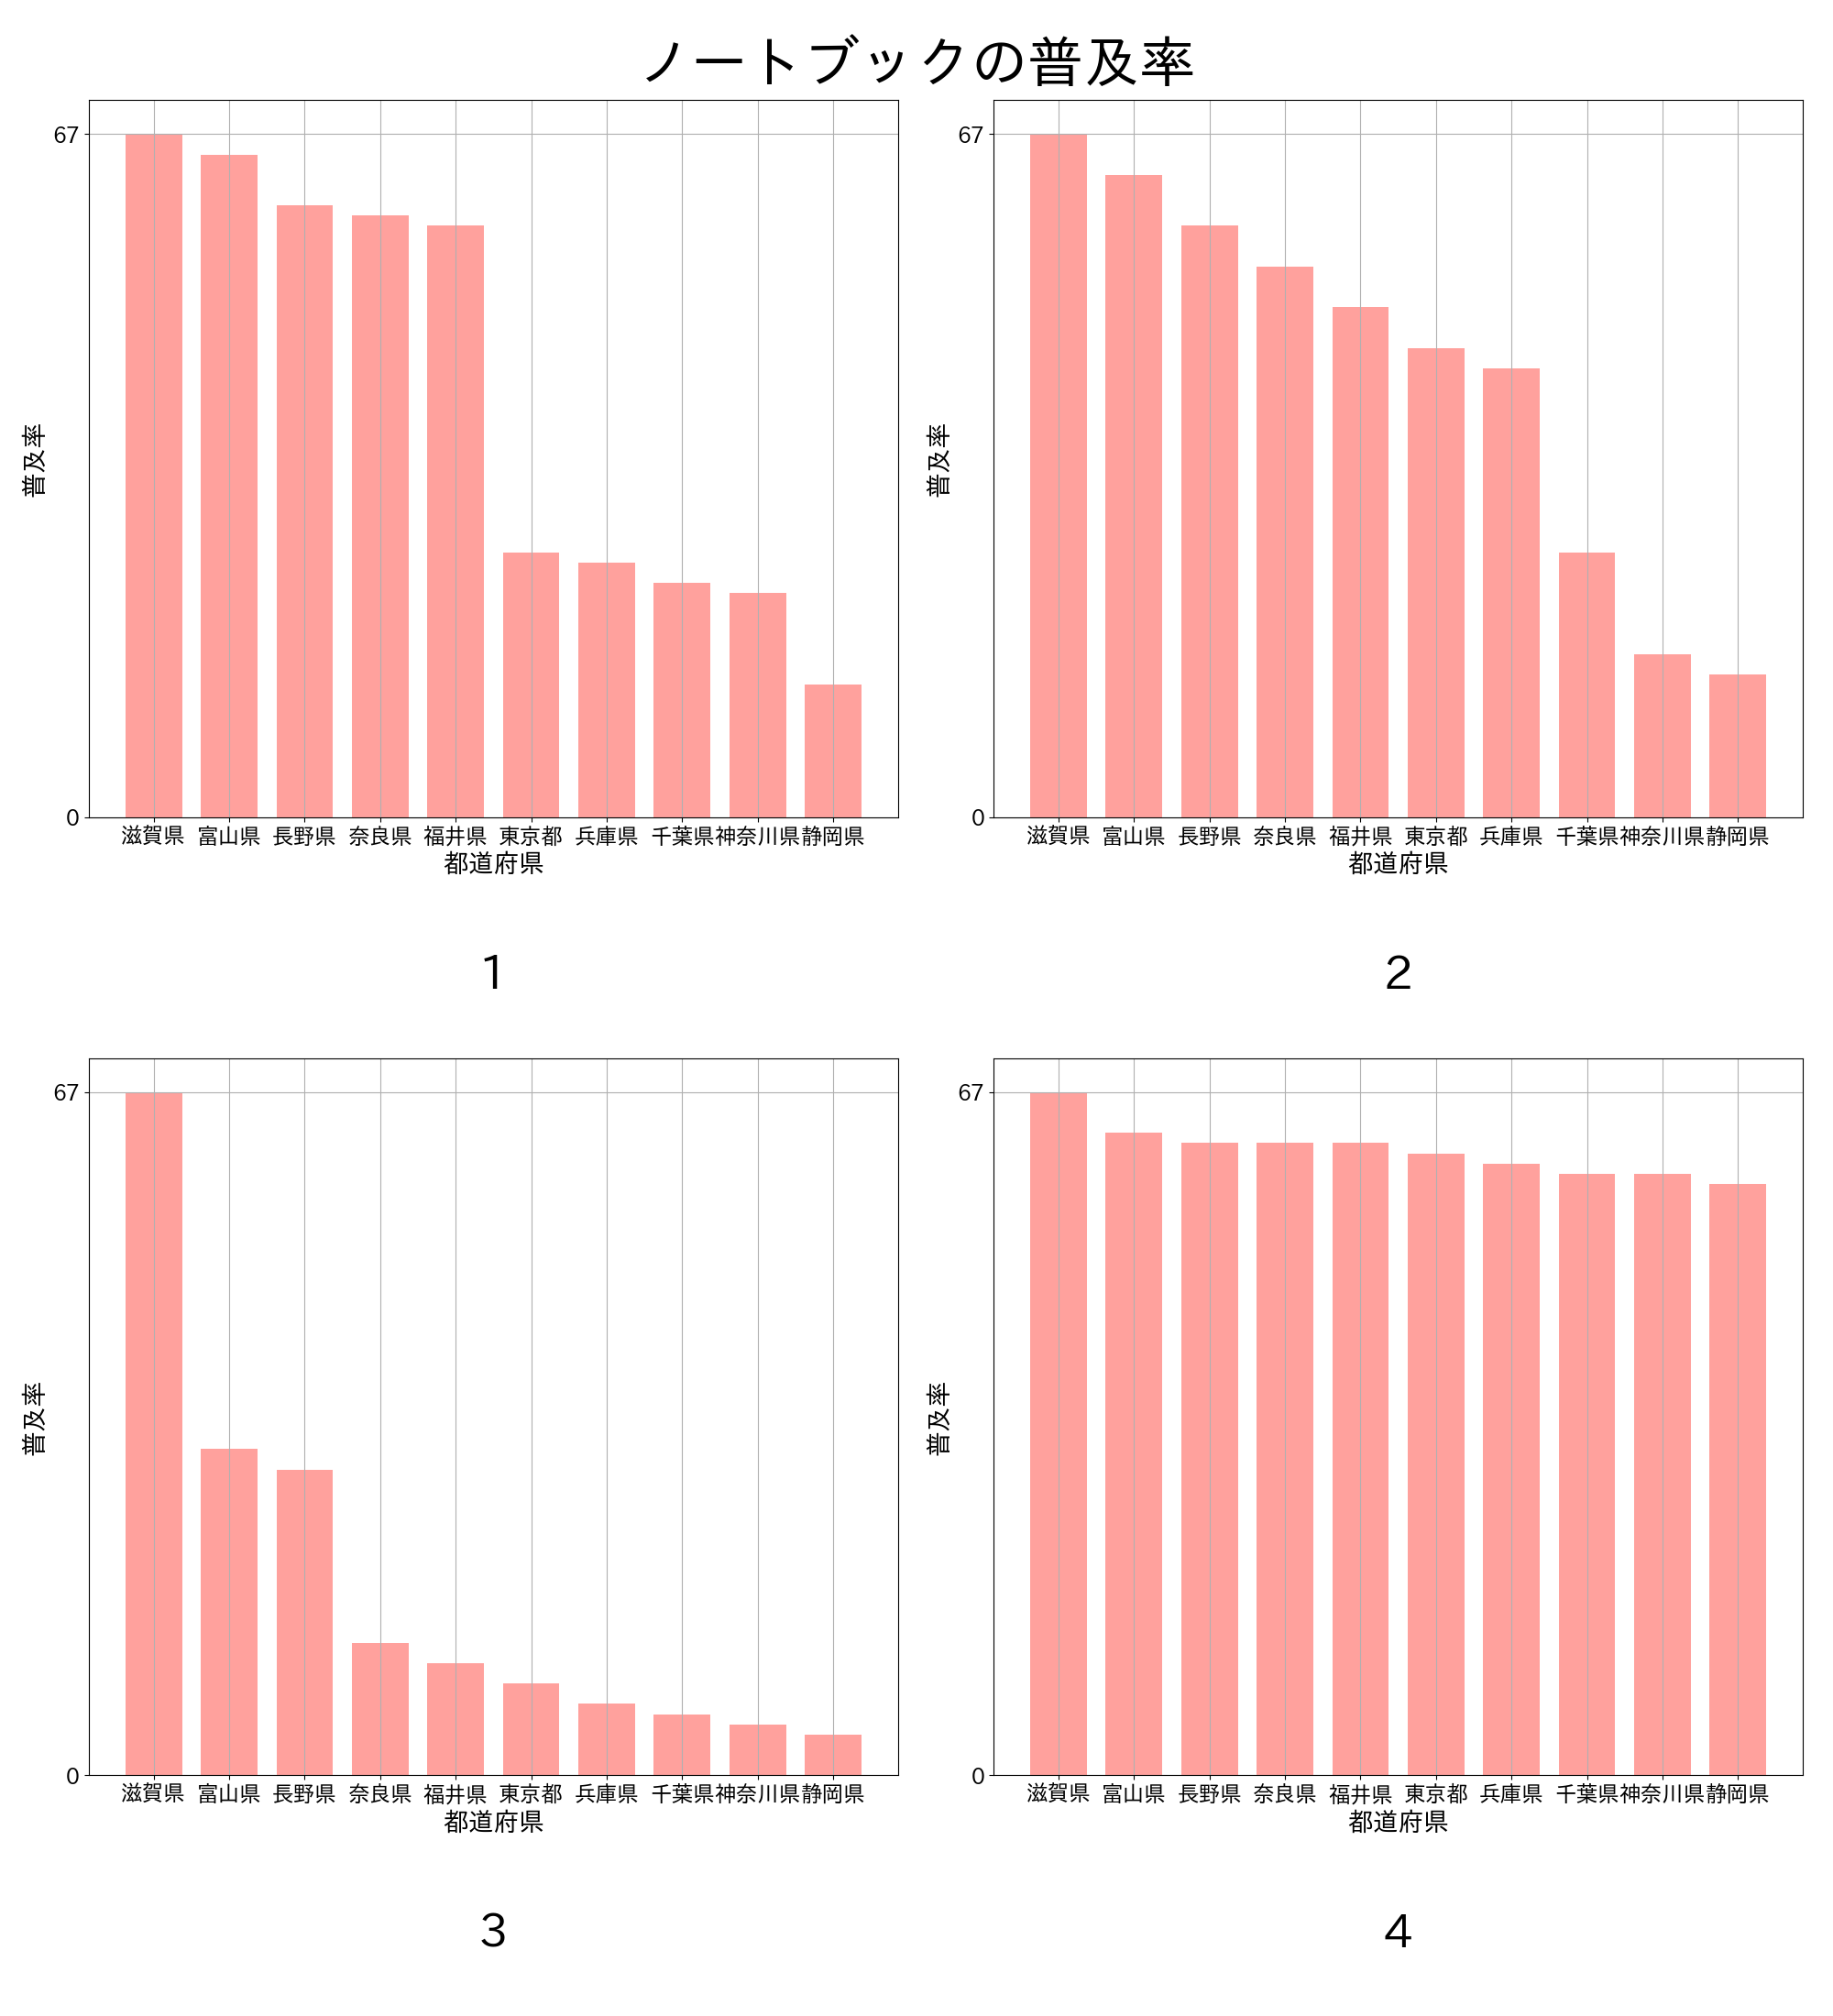 ノートブックの普及率
67
0
普及率
滋賀県 富山県 長野県 奈良県 福井県 東京都 兵庫県 千葉県 神奈川県 静岡県
都道府県
1
67
0
普及率
滋賀県 富山県 長野県 奈良県 福井県 東京都 兵庫県 千葉県 神奈川県 静岡県
都道府県
2
67
0
普及率
滋賀県 富山県 長野県 奈良県 福井県 東京都 兵庫県 千葉県 神奈川県 静岡県
都道府県
3
67
0
普及率
滋賀県 富山県 長野県 奈良県 福井県 東京都 兵庫県 千葉県 神奈川県 静岡県
都道府県
4